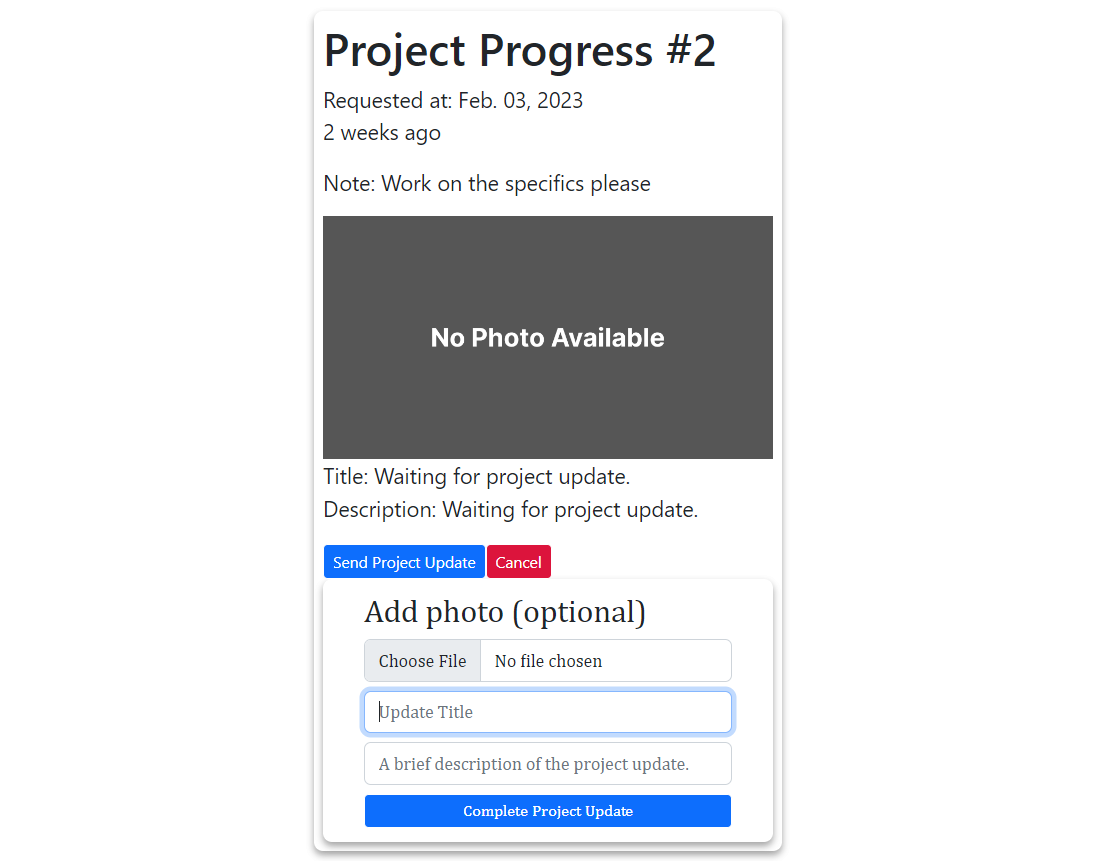 Project Progress #2
Requested at: Feb. 03, 2023
2 weeks ago
Note: Work on the specifics please
No Photo Available
Title: Waiting for project update.
Description: Waiting for project update.
Send Project Update Cancel
Add photo (optional)
Choose File No file chosen
Update Title
A brief description of the project update.
Complete Project Update